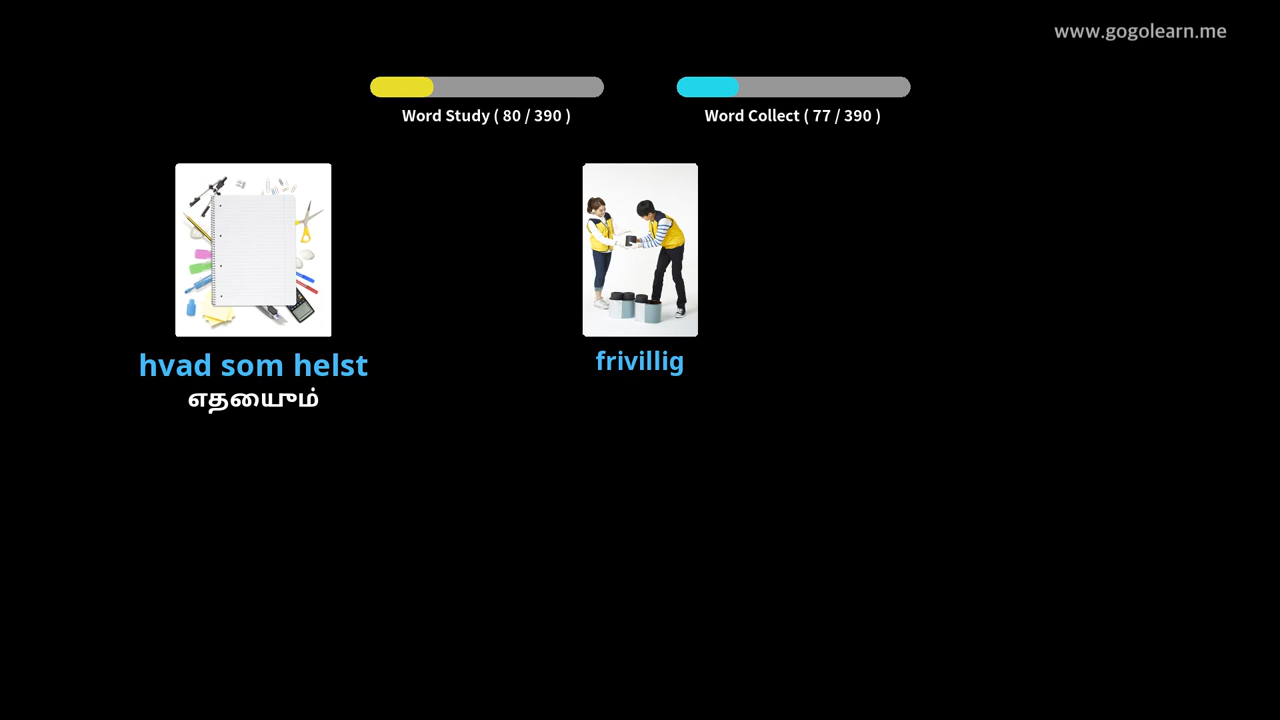 www.gogolearn.me
Word Study ( 80 / 390 )
Word Collect ( 77 / 390 )
hvad som helst
எதையும்
frivillig